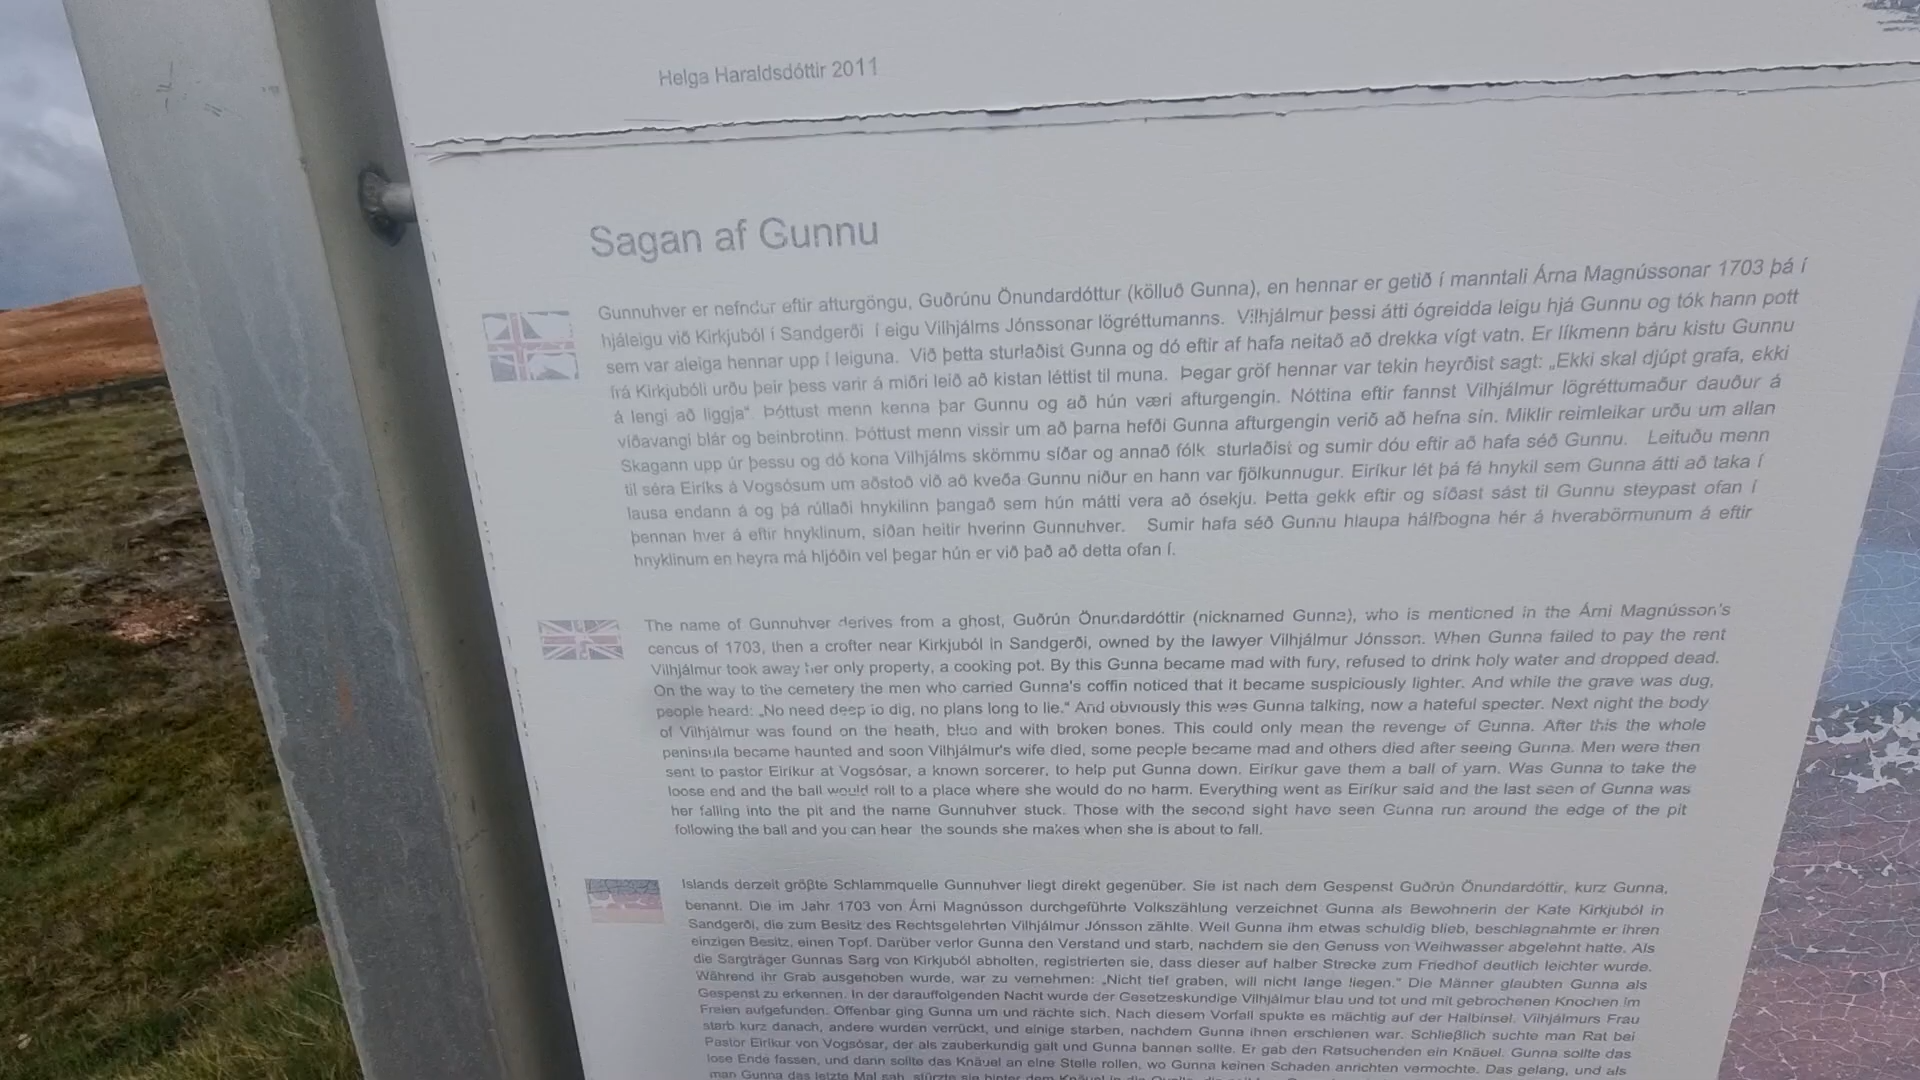 Helga Haraldsdóttir 2011
Sagan af Gunnu
Gunnuhver er nefndur eftir afturgöngu, Guðrúnu Önundardóttur (kölluð Gunna), en hennar er getið í manntali Árna Magnússonar 1703 þá í
hjáleigu við Kirkjuból í Sandgerði í eigu Vilhjálms Jónssonar lögréttumanns. Vilhjálmur þessi átti ógreidda leigu hjá Gunnu og tók hann pott
sem var aleiga hennar upp í leiguna. Við þetta sturlaðist Gunna og dó eftir af hafa neitað að drekka vígt vatn. Er líkmenn báru kistu Gunnu
frá Kirkjubóli urðu þeir þess varir á miðri leið að kistan léttist til muna. Þegar gröf hennar var tekin heyrðist sagt: „Ekki skal djúpt grafa, ekki
á lengi að liggja“. Þóttust menn kenna þar Gunnu og að hún væri afturgengin. Nóttina eftir fannst Vilhjálmur lögréttumaður dauður á
víðavangi blár og beinbrotinn. Þóttust menn vissir um að þarna hefði Gunna afturgengin verið að hefna sín. Miklir reimleikar urðu um allan
Skagann upp úr þessu og dó kona Vilhjálms skömmu síðar og annað fólk sturlaðist og sumir dóu eftir að hafa séð Gunnu. Leituðu menn
til séra Eiríks á Vogsósum um aðstoð við að kveða Gunnu niður en hann var fjölkunnugur. Eiríkur lét þá fá hnykil sem Gunna átti að taka í
lausa endann á og þá rúllaði hnykilinn þangað sem hún mátti vera að ósekju. Þetta gekk eftir og síðast sást til Gunnu steypast ofan í
þennan hver á eftir hnyklinum, síðan heitir hverinn Gunnuhver. Sumir hafa séð Gunnu hlaupa hálfbogna hér á hverabörmunum á eftir
hnyklinum en heyra má hljóðin vel þegar hún er við það að detta ofan í.
The name of Gunnuhver derives from a ghost, Guðrún Önundardóttir (nicknamed Gunna), who is mentioned in the Árni Magnússon's
cencus of 1703, then a crofter near Kirkjuból in Sandgerði, owned by the lawyer Vilhjálmur Jónsson. When Gunna failed to pay the rent
Vilhjálmur took away her only property, a cooking pot. By this Gunna became mad with fury, refused to drink holy water and dropped dead.
On the way to the cemetery the men who carried Gunna's coffin noticed that it became suspiciously lighter. And while the grave was dug,
people heard: „No need deep to dig, no plans long to lie.“ And obviously this was Gunna talking, now a hateful specter. Next night the body
of Vilhjálmur was found on the heath, blue and with broken bones. This could only mean the revenge of Gunna. After this the whole
peninsula became haunted and soon Vilhjálmur's wife died, some people became mad and others died after seeing Gunna. Men were then
sent to pastor Eiríkur at Vogsósar, a known sorcerer, to help put Gunna down. Eiríkur gave them a ball of yarn. Was Gunna to take the
loose end and the ball would roll to a place where she would do no harm. Everything went as Eiríkur said and the last seen of Gunna was
her falling into the pit and the name Gunnuhver stuck. Those with the second sight have seen Gunna run around the edge of the pit
following the ball and you can hear the sounds she makes when she is about to fall.
Islands derzeit größte Schlammquelle Gunnuhver liegt direkt gegenüber. Sie ist nach dem Gespenst Guðrún Önundardóttir, kurz Gunna,
benannt. Die im Jahr 1703 von Árni Magnússon durchgeführte Volkszählung verzeichnet Gunna als Bewohnerin der Kate Kirkjuból in
Sandgerði, die zum Besitz des Rechtsgelehrten Vilhjálmur Jónsson zählte. Weil Gunna ihm etwas schuldig blieb, beschlagnahmte er ihren
einzigen Besitz, einen Topf. Darüber verlor Gunna den Verstand und starb, nachdem sie den Genuss von Weihwasser abgelehnt hatte. Als
die Sargträger Gunnas Sarg von Kirkjuból abholten, registrierten sie, dass dieser auf halber Strecke zum Friedhof deutlich leichter wurde.
Während ihr Grab ausgehoben wurde, war zu vernehmen: „Nicht tief graben, will nicht lange liegen.“ Die Männer glaubten Gunna als
Gespenst zu erkennen. In der darauffolgenden Nacht wurde der Gesetzeskundige Vilhjálmur blau und tot und mit gebrochenen Knochen im
Freien aufgefunden. Offenbar ging Gunna um und rächte sich. Nach diesem Vorfall spukte es mächtig auf der Halbinsel. Vilhjálmurs Frau
starb kurz danach, andere wurden verrückt, und einige starben, nachdem Gunna ihnen erschienen war. Schließlich suchte man Rat bei
Pastor Eiríkur von Vogsósar, der als zauberkundig galt und Gunna bannen sollte. Er gab den Ratsuchenden ein Knäuel. Gunna sollte das
lose Ende fassen, und dann sollte das Knäuel an eine Stelle rollen, wo Gunna keinen Schaden anrichten vermochte. Das gelang, und als
man Gunna das letzte Mal sah, stürzte sie hinter dem Knäuel in die